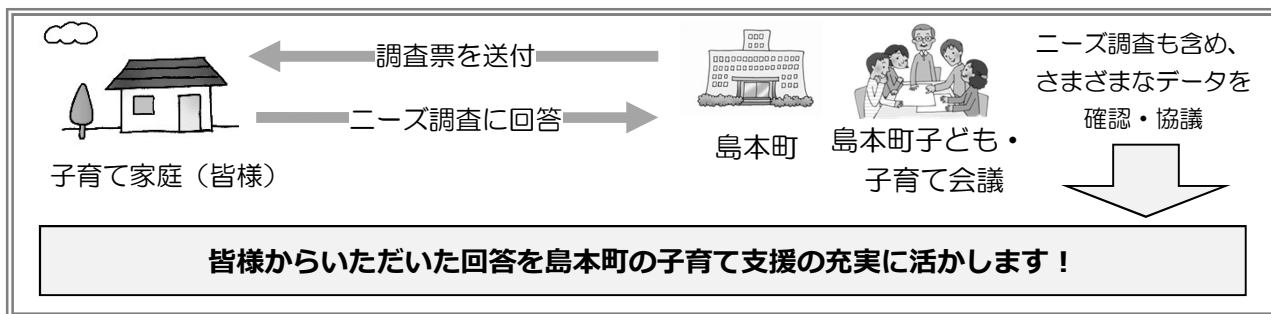 調査票を送付
ニーズ調査に回答
子育て家庭（皆様）
島本町
島本町子ども・
子育て会議
ニーズ調査も含め、
さまざまなデータを
確認・協議
皆様からいただいた回答を島本町の子育て支援の充実に活かします！